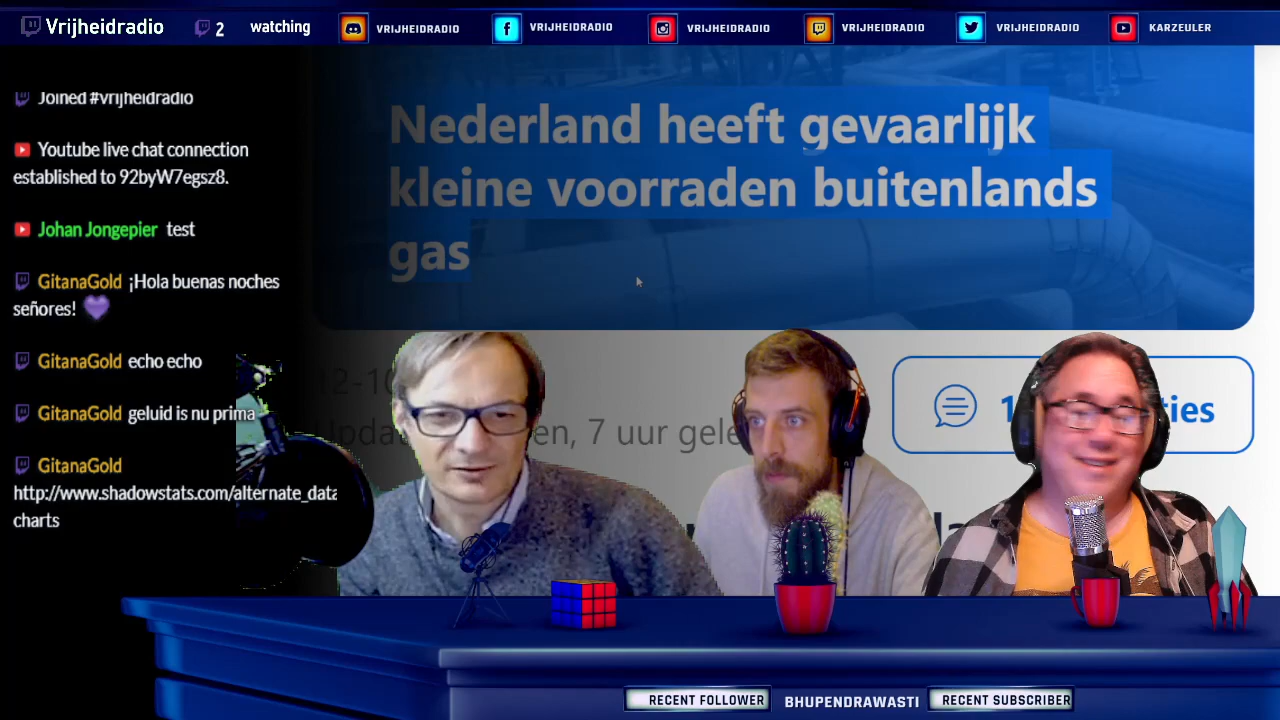 Vrijheidradio
2 watching
VRIJHEIDRADIO
VRIJHEIDRADIO
VRIJHEIDRADIO
VRIJHEIDRADIO
VRIJHEIDRADIO
KARZEULER
Joined #vrijheidradio
Youtube live chat connection
established to 92byW7egsz8.
Johan Jongepier test
GitanaGold ¡Hola buenas noches
señores!
GitanaGold echo echo
GitanaGold geluid is nu prima
GitanaGold
http://www.shadowstats.com/alternate_data
charts
Nederland heeft gevaarlijk
kleine voorraden buitenlands
gas
7 uur
RECENT FOLLOWER
BHUPENDRAWASTI
RECENT SUBSCRIBER